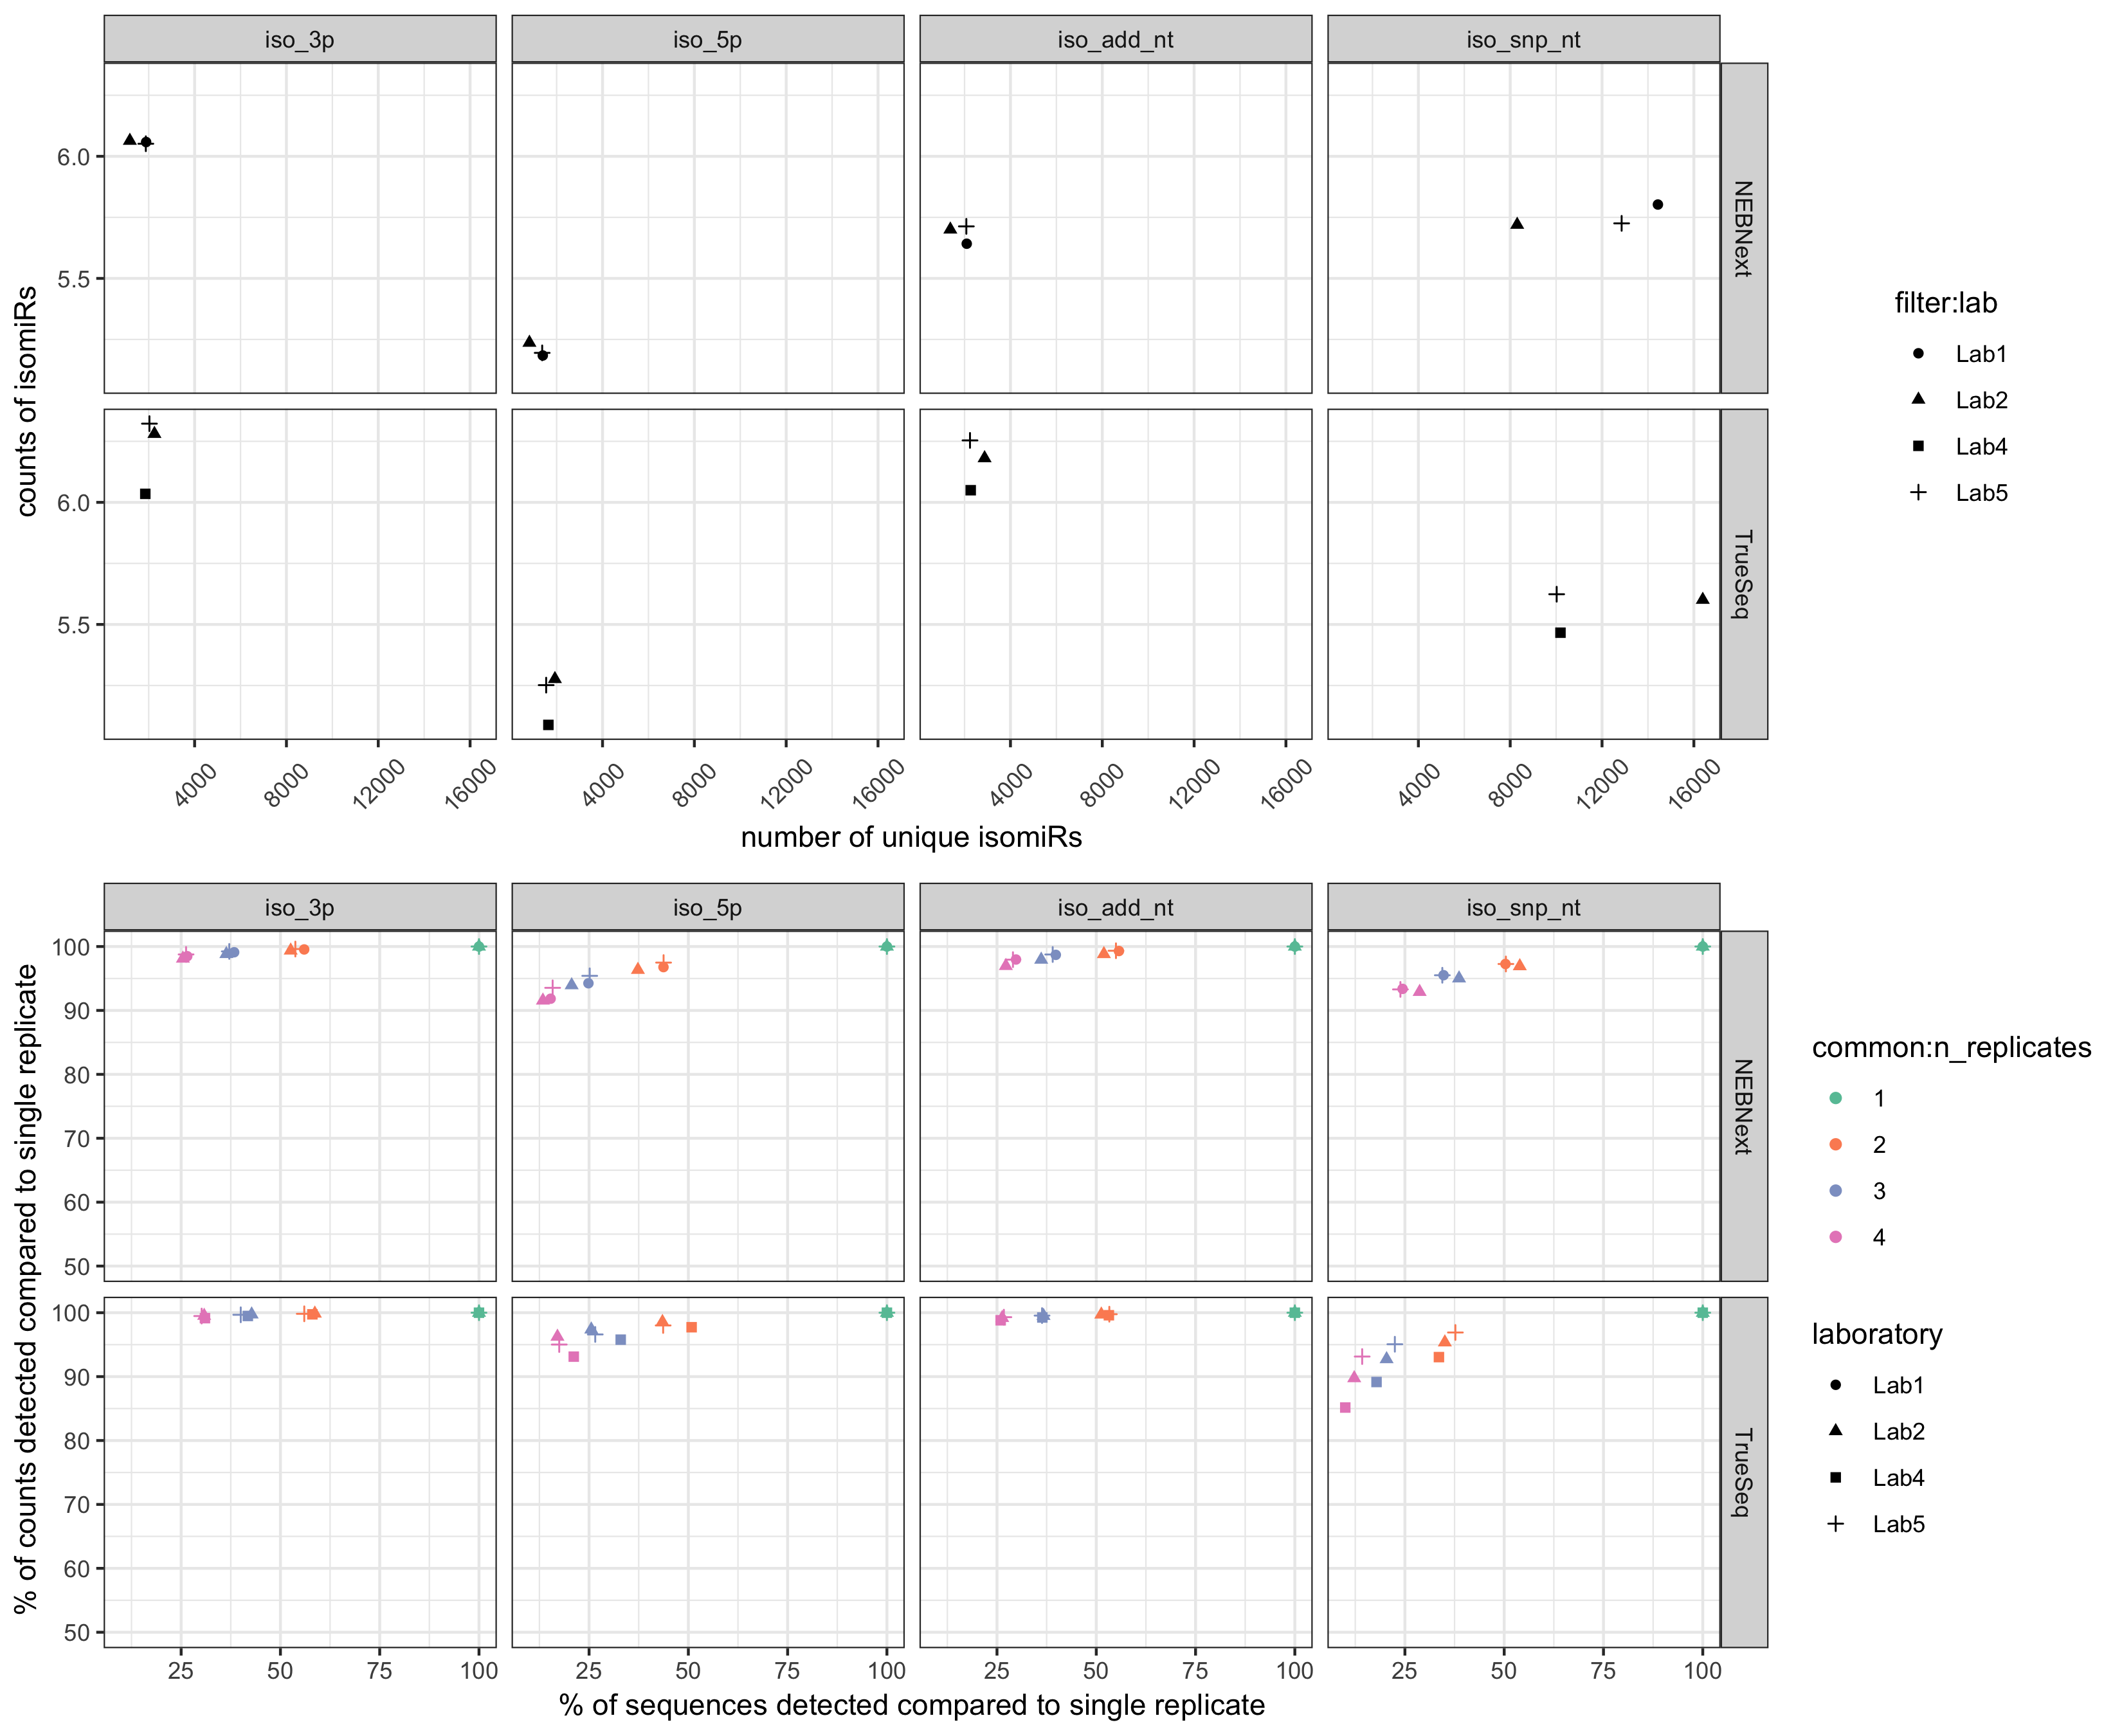 iso_3p iso_5p iso_add_nt iso_snp_nt
6.0
5.5
NEBNext
6.0
5.5
TrueSeq
counts of isomiRs
4000 8000 12000 16000 4000 8000 12000 16000 4000 8000 12000 16000 4000 8000 12000 16000
number of unique isomiRs
filter:lab
Lab1
Lab2
Lab4
Lab5
iso_3p iso_5p iso_add_nt iso_snp_nt
100
90
80
70
60
50
NEBNext
100
90
80
70
60
50
TrueSeq
% of counts detected compared to single replicate
25 50 75 100 25 50 75 100 25 50 75 100 25 50 75 100
% of sequences detected compared to single replicate
common:n_replicates
1
2
3
4
laboratory
Lab1
Lab2
Lab4
Lab5